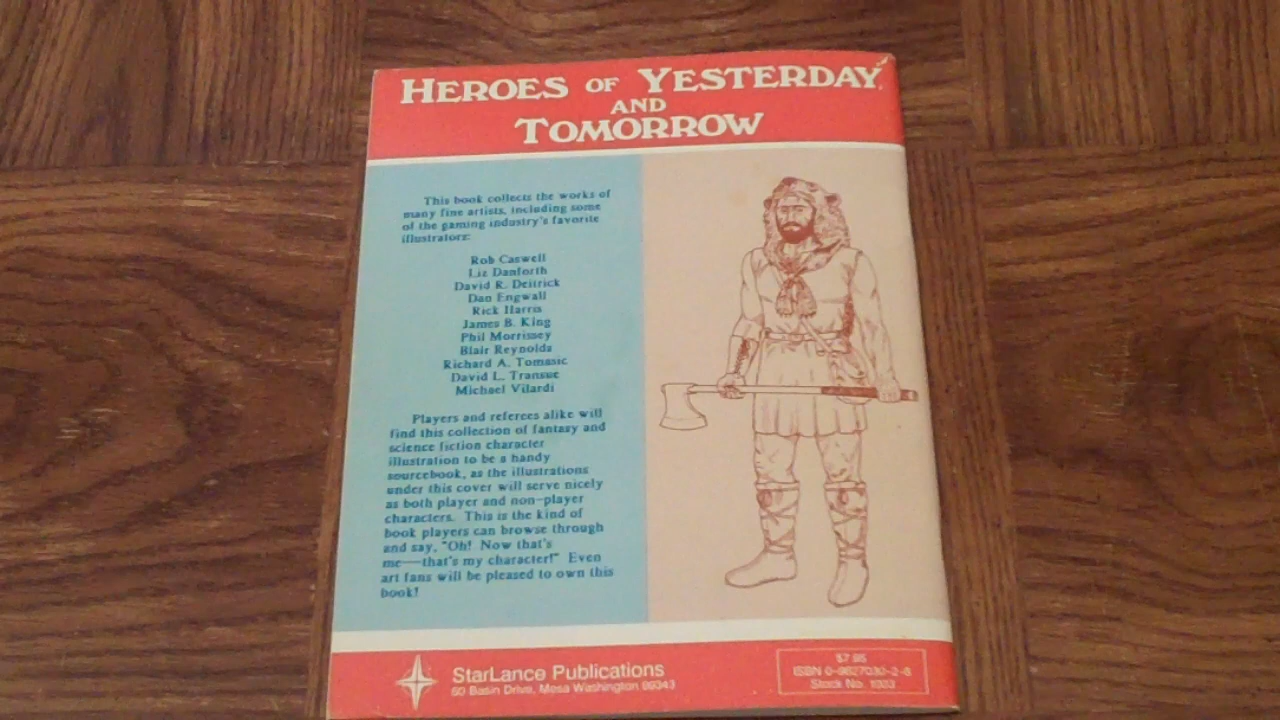 HEROES OF YESTERDAY,
AND
TOMORROW
This book collects the works of
many fine artists, including some
of the gaming industry's favorite
illustrators:
Rob Caswell
Liz Danforth
David R. Deitrick
Dan Engwall
Rick Harris
James B. King
Phil Morrissey
Blair Reynolds
Richard A. Tomasic
David L. Transue
Michael Vilardi
Players and referees alike will
find this collection of fantasy and
science fiction character
illustration to be a handy
sourcebook, as the illustrations
under this cover will serve nicely
as both player and non-player
characters. This is the kind of
book players can browse through
and say, "Oh! Now that's
me—that's my character!" Even
art fans will be pleased to own this
book!
StarLance Publications
50 Basin Drive, Mesa Washington 99343
$7.95
ISBN 0-9627030-2-8
Stock No. 1003